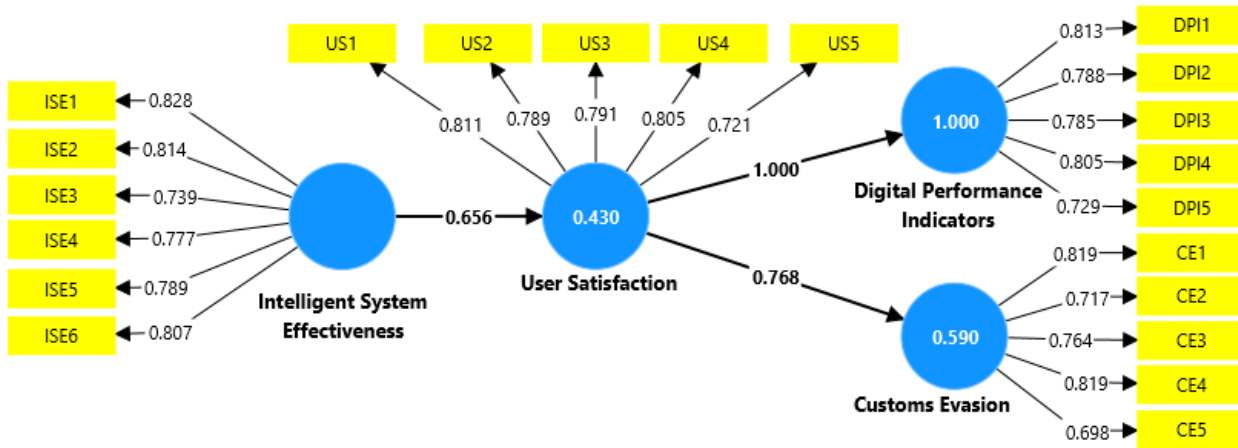 US1
US2
US3
US4
US5
0.811
0.789
0.791
0.805
0.721
ISE1
ISE2
ISE3
ISE4
ISE5
ISE6
0.828
0.814
0.739
0.777
0.789
0.807
Intelligent System
Effectiveness
0.656
0.430
User Satisfaction
1.000
0.768
1.000
Digital Performance
Indicators
0.813
0.788
0.785
0.805
0.729
DPI1
DPI2
DPI3
DPI4
DPI5
0.590
Customs Evasion
0.819
0.717
0.764
0.819
0.698
CE1
CE2
CE3
CE4
CE5